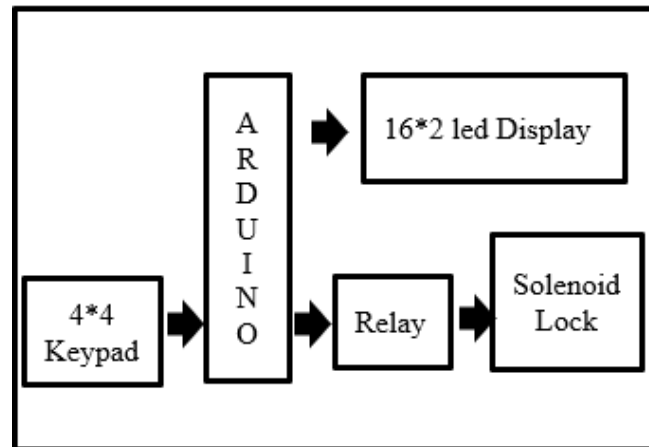 A
R
D
U
I
N
O
16*2 led Display
4*4
Keypad
Relay
Solenoid
Lock